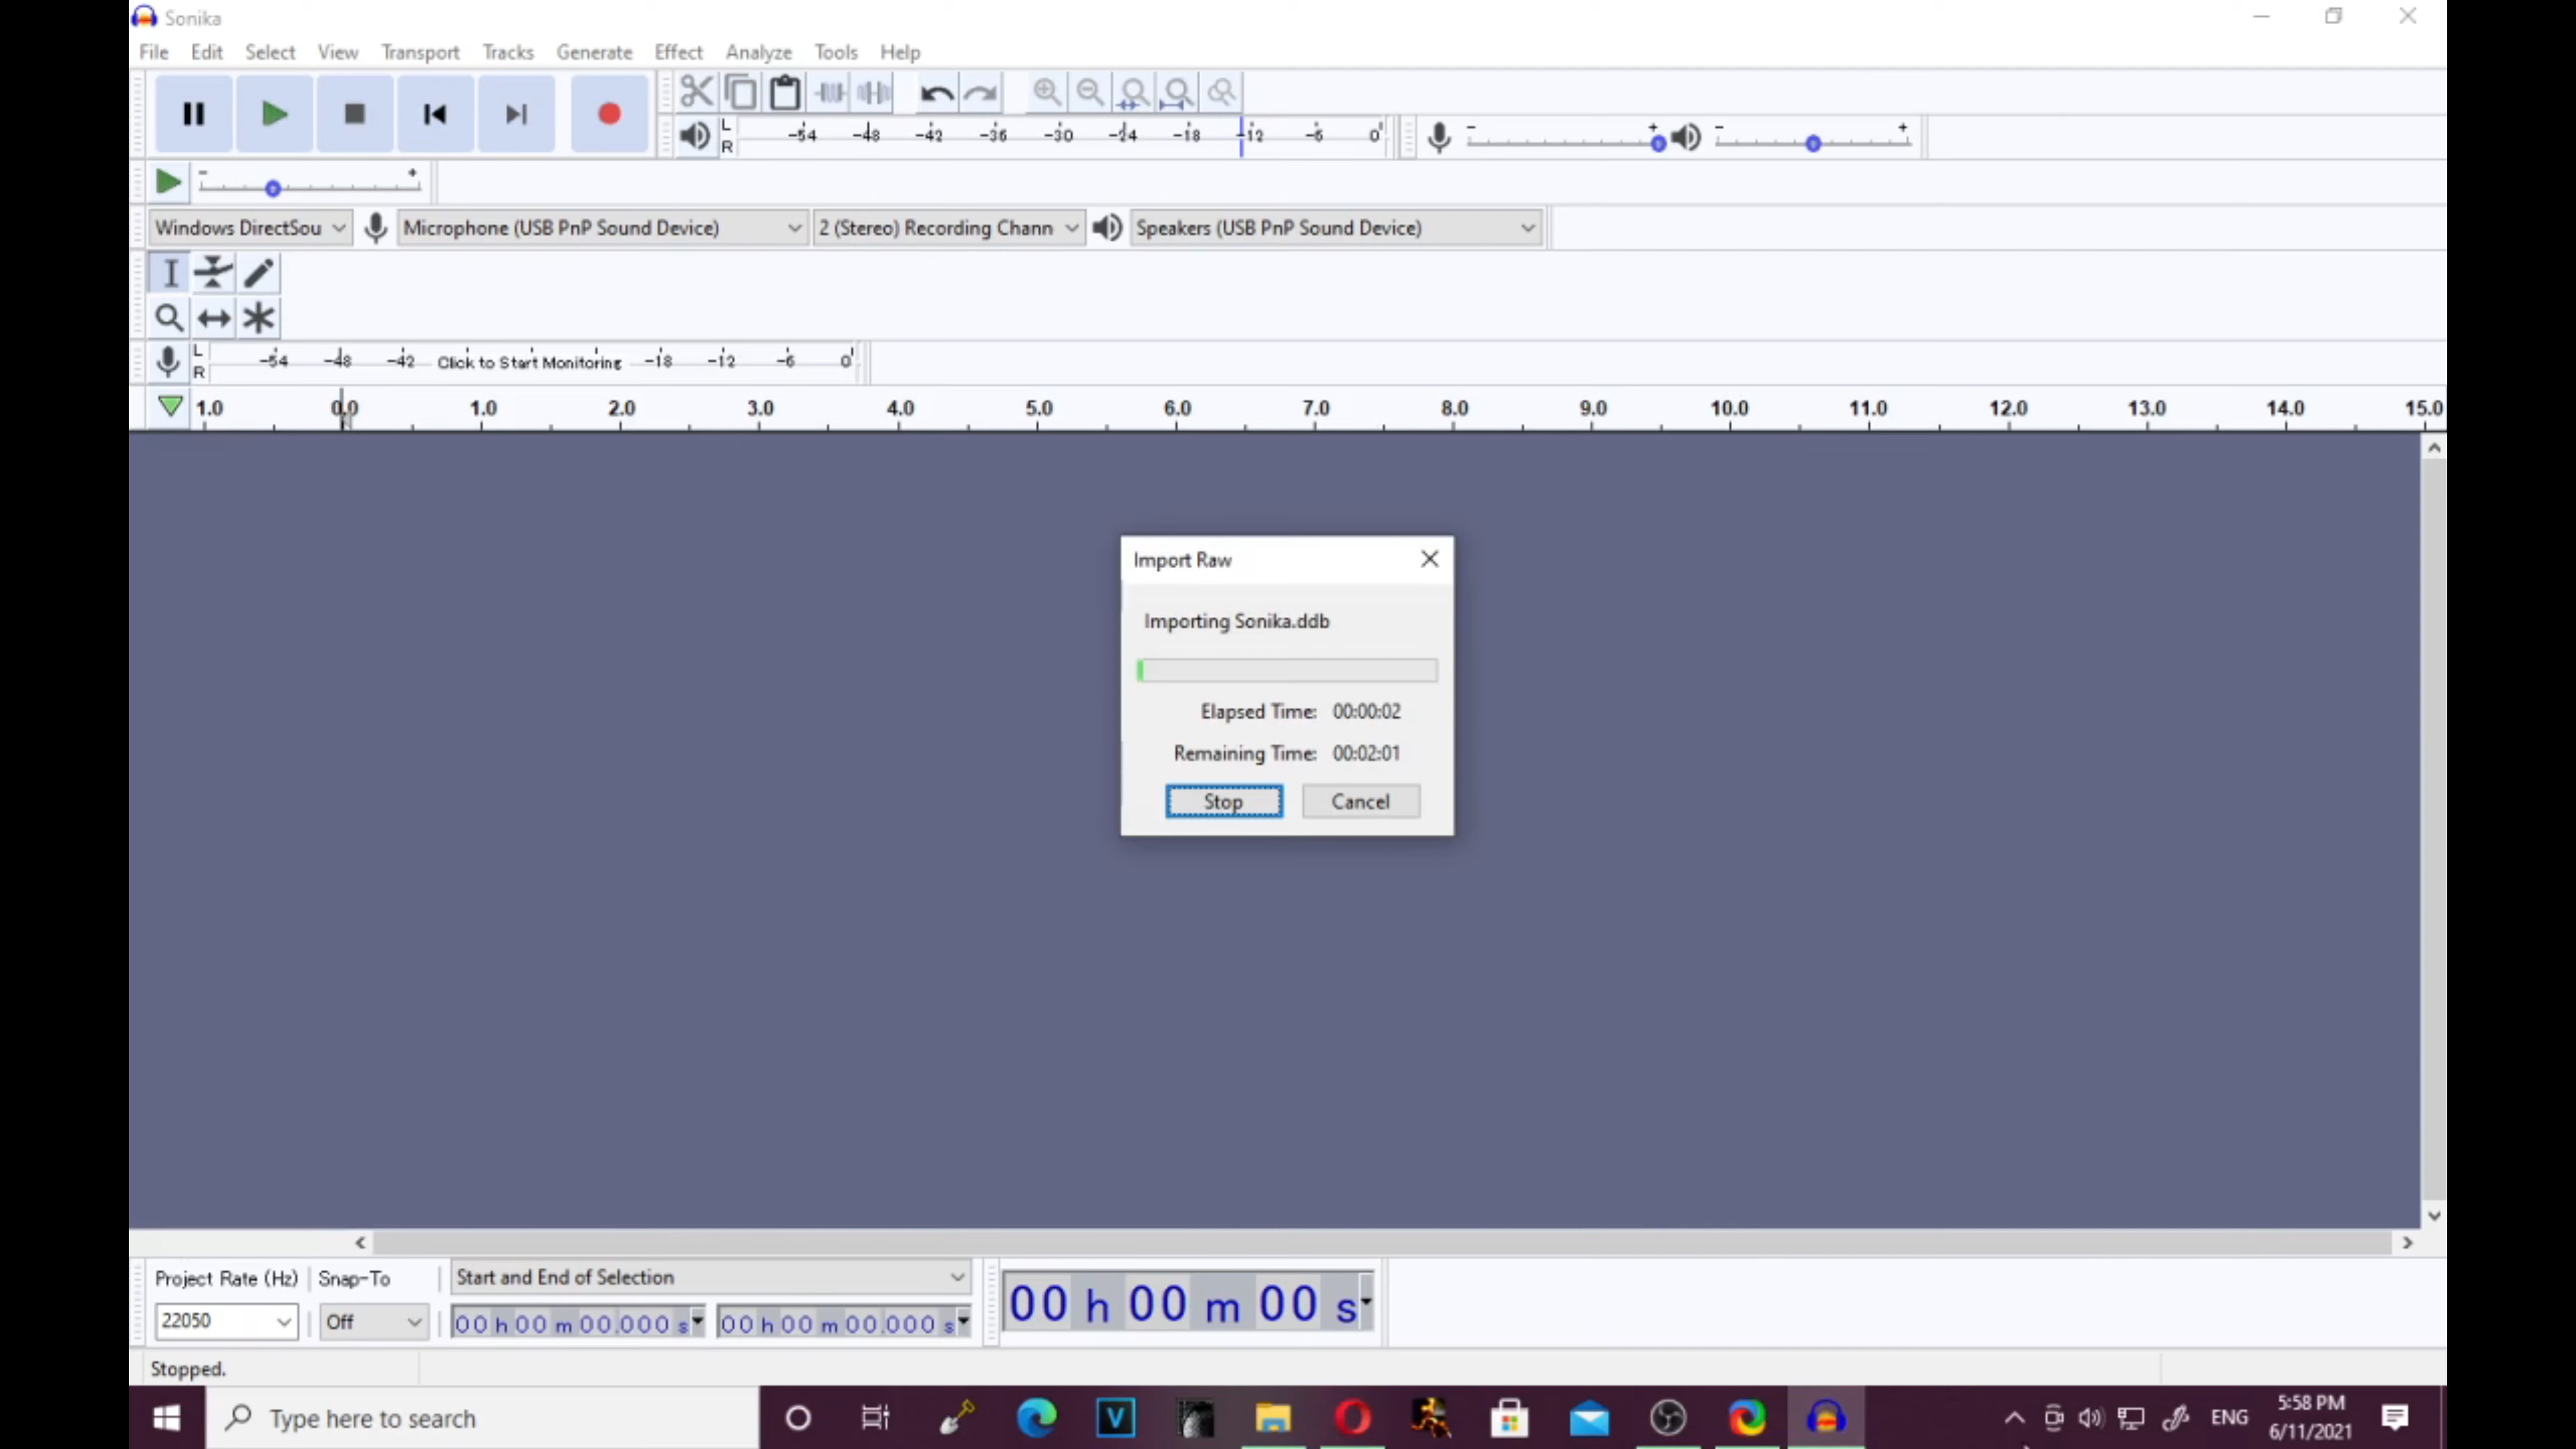 Sonika
File Edit Select View Transport Tracks Generate Effect Analyze Tools Help
L
R
-54 -48 -42 -36 -30 -24 -18 -12 -6 0
- +
- +
- +
Windows DirectSou
Microphone (USB PnP Sound Device)
2 (Stereo) Recording Chann
Speakers (USB PnP Sound Device)
L
R
-54 -48 -42 Click to Start Monitoring -18 -12 -6 0
1.0 0.0 1.0 2.0 3.0 4.0 5.0 6.0 7.0 8.0 9.0 10.0 11.0 12.0 13.0 14.0 15.0
Import Raw
Importing Sonika.ddb
Elapsed Time: 00:00:02
Remaining Time: 00:02:01
Stop Cancel
Project Rate (Hz) Snap-To Start and End of Selection
22050 Off 00 h 00 m 00.000 s 00 h 00 m 00.000 s
00 h 00 m 00 s
Stopped.
Type here to search
V
ENG
5:58 PM
6/11/2021